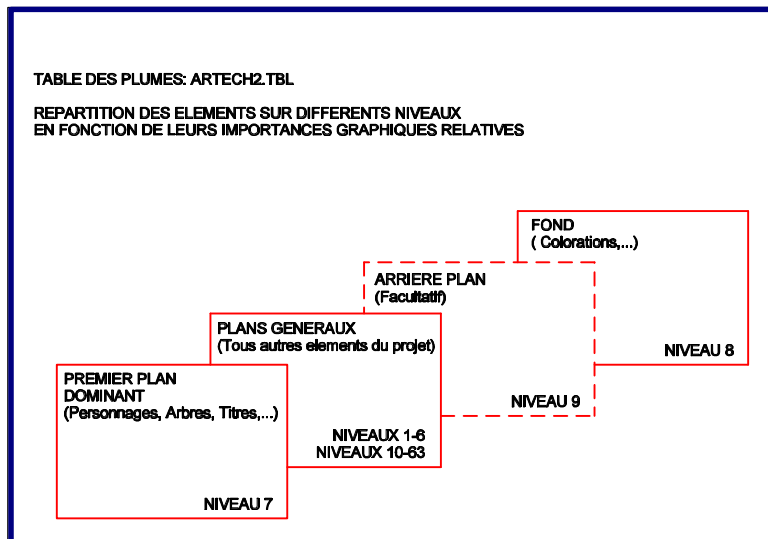 TABLE DES PLUMES: ARTECH2.TBL
REPARTITION DES ELEMENTS SUR DIFFERENTS NIVEAUX
EN FONCTION DE LEURS IMPORTANCES GRAPHIQUES RELATIVES
FOND
( Colorations,...)
NIVEAU 8
ARRIERE PLAN
(Facultatif)
NIVEAU 9
PLANS GENERAUX
(Tous autres elements du projet)
NIVEAUX 1-6
NIVEAUX 10-63
PREMIER PLAN
DOMINANT
(Personnages, Arbres, Titres,...)
NIVEAU 7